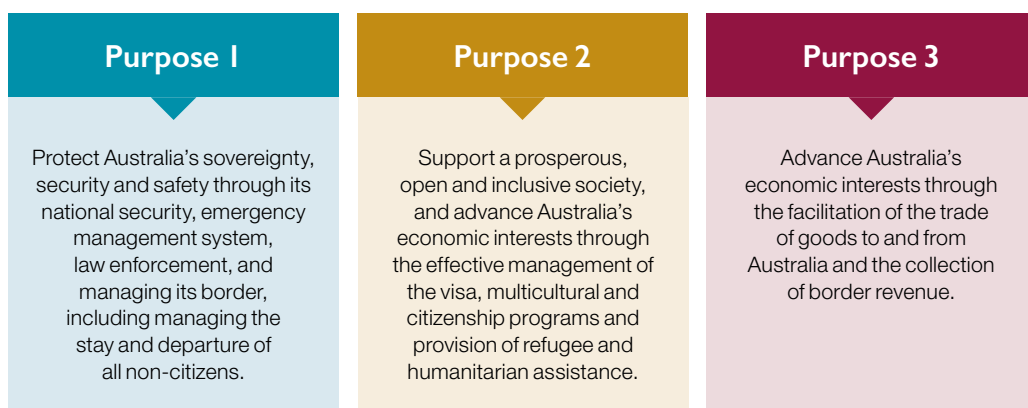 Purpose 1
Protect Australia’s sovereignty,
security and safety through its
national security, emergency
management system,
law enforcement, and
managing its border,
including managing the
stay and departure of
all non-citizens.
Purpose 2
Support a prosperous,
open and inclusive society,
and advance Australia’s
economic interests through
the effective management of
the visa, multicultural and
citizenship programs and
provision of refugee and
humanitarian assistance.
Purpose 3
Advance Australia’s
economic interests through
the facilitation of the trade
of goods to and from
Australia and the collection
of border revenue.